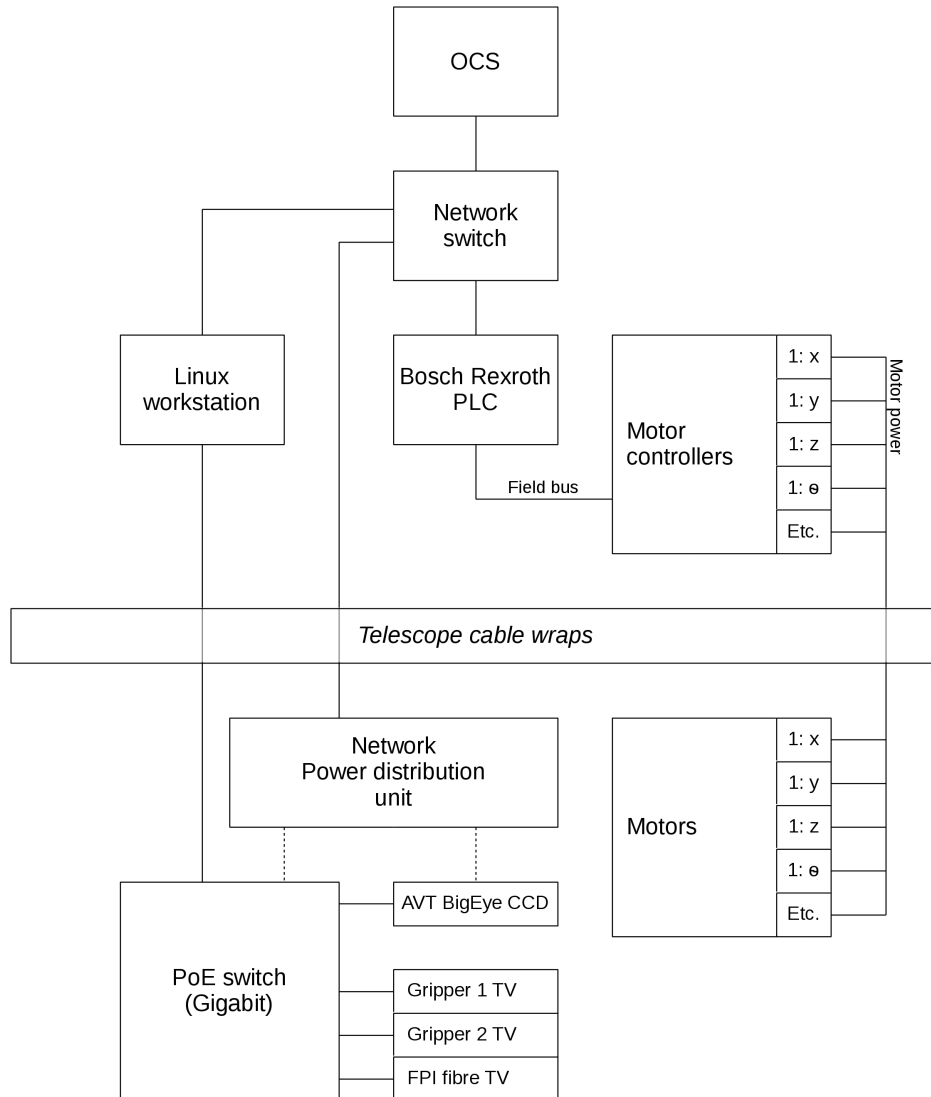 OCS
Network
switch
Linux
workstation
Bosch Rexroth
PLC
Motor
controllers
1: x
1: y
1: z
1: ɵ
Etc.
Motor power
Field bus
Telescope cable wraps
Network
Power distribution
unit
Motors
1: x
1: y
1: z
1: ɵ
Etc.
AVT BigEye CCD
PoE switch
(Gigabit)
Gripper 1 TV
Gripper 2 TV
FPI fibre TV